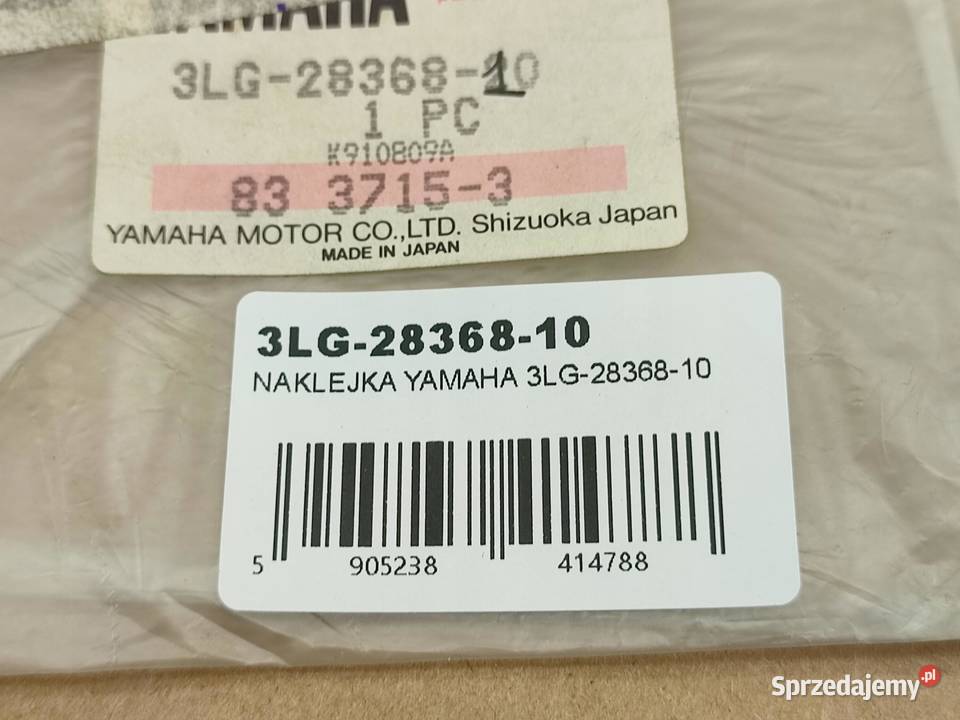 YAMAHA
3LG-28368-10
1 PC
K910809A
83 3715-3
YAMAHA MOTOR CO.,LTD. Shizuoka Japan
MADE IN JAPAN
3LG-28368-10
NAKLEJKA YAMAHA 3LG-28368-10
5 905238 414788
Sprzedajemy.pl